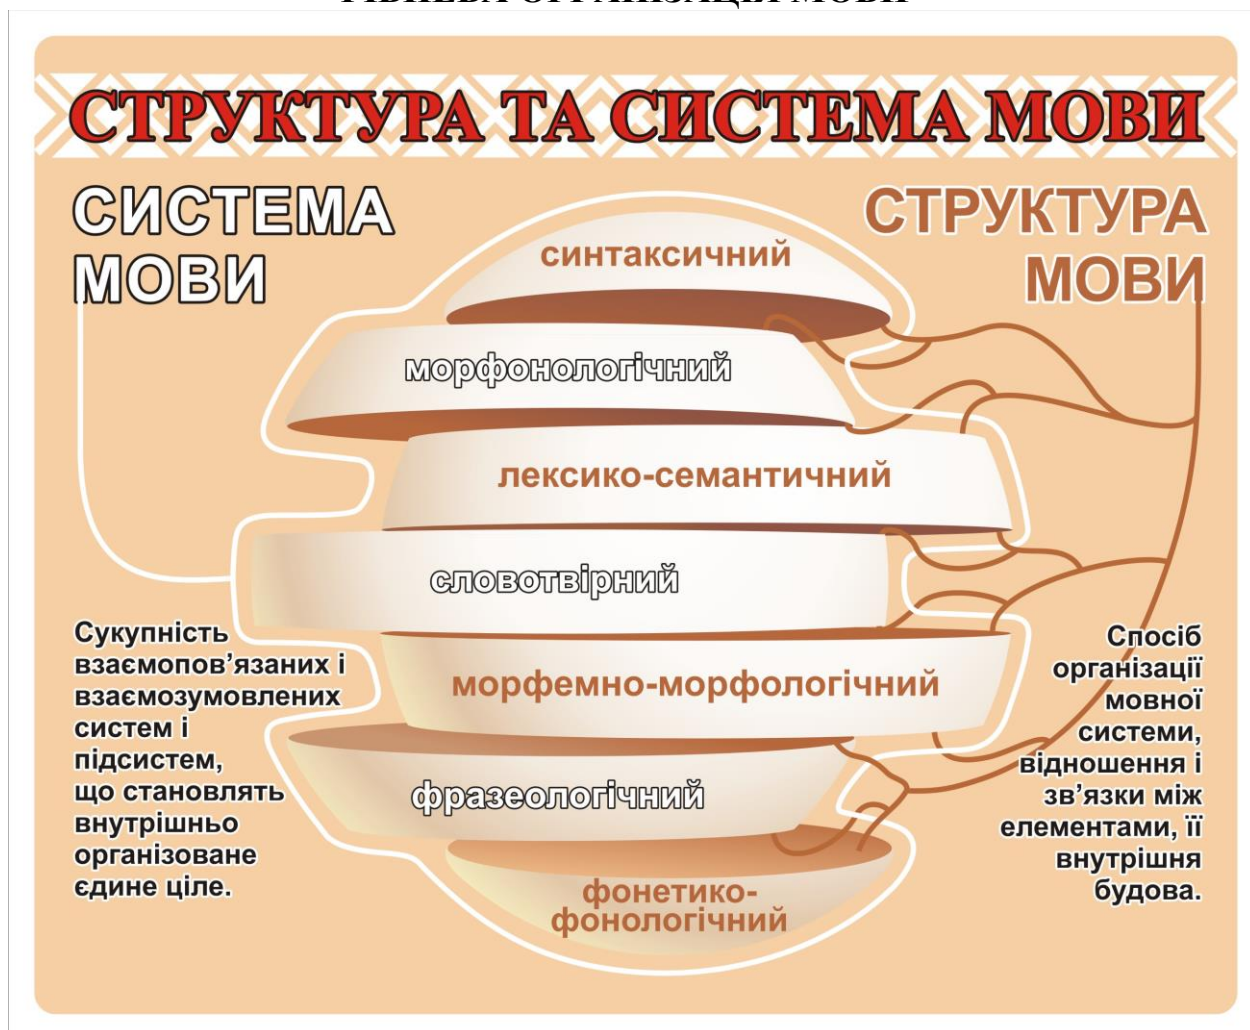 СТРУКТУРА ТА СИСТЕМА МОВИ
СИСТЕМА
МОВИ
СТРУКТУРА
МОВИ
синтаксичний
морфонологічний
лексико-семантичний
словотвірний
морфемно-морфологічний
фразеологічний
фонетико-
фонологічний
Сукупність
взаємопов’язаних і
взаємозумовлених
систем і
підсистем,
що становлять
внутрішньо
організоване
єдине ціле.
Спосіб
організації
мовної
системи,
відношення і
зв’язки між
елементами, її
внутрішня
будова.